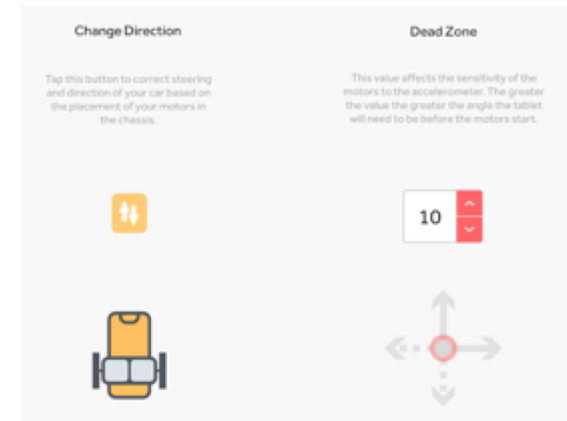 Change Direction
Tap this button to correct steering
and direction of your car based on
the placement of your motors in
the chassis.
Dead Zone
This value affects the sensitivity of the
motors to the accelerometer. The greater
the value the greater the angle the tablet
will need to be before the motors start.
10